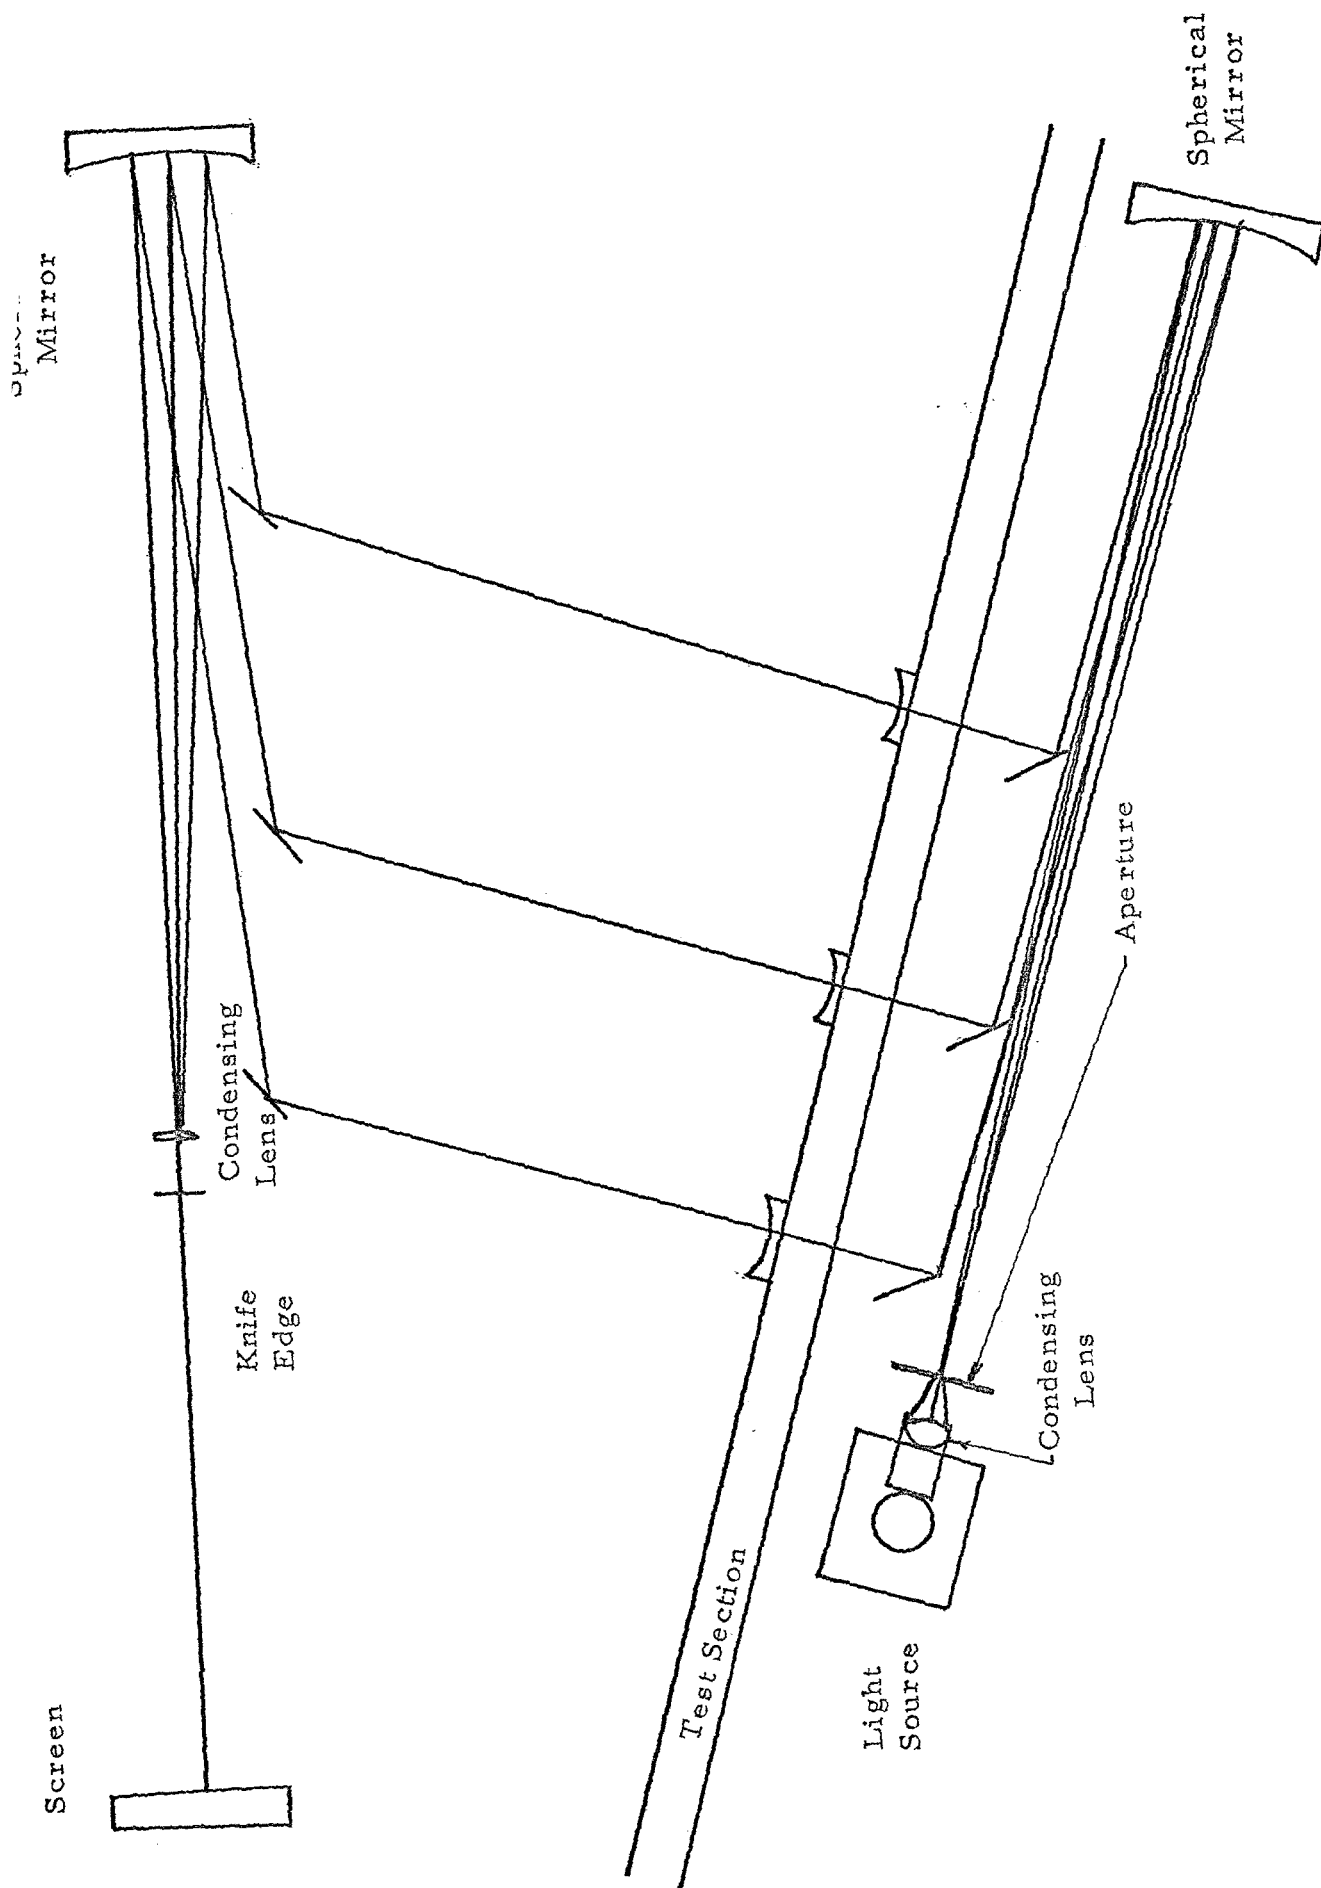 Screen
Mirror
Spherical
Mirror
Condensing
Lens
Knife
Edge
Aperture
Condensing
Lens
Test Section
Light
Source